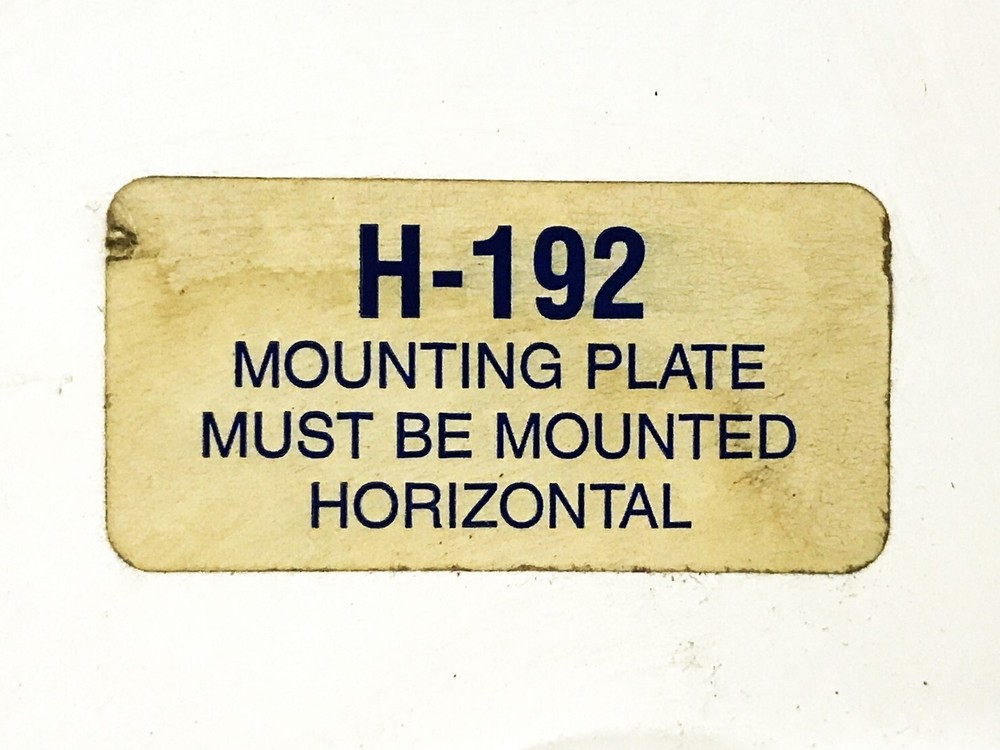 H-192
MOUNTING PLATE
MUST BE MOUNTED
HORIZONTAL